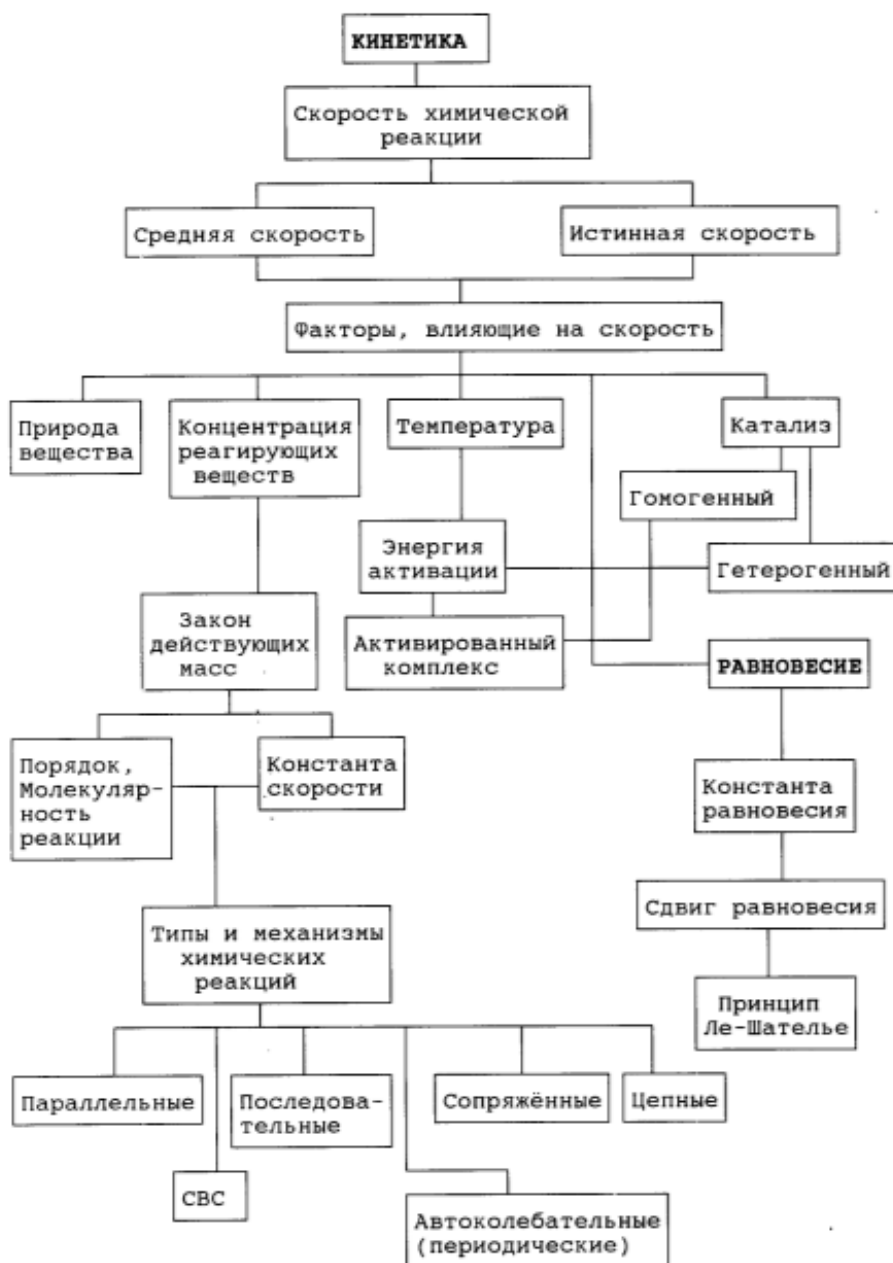 КИНЕТИКА
Скорость химической
реакции
Средняя скорость
Истинная скорость
Факторы, влияющие на скорость
Природа
вещества
Концентрация
реагирующих
веществ
Температура
Катализ
Гомогенный
Энергия
активации
Гетерогенный
Закон
действующих
масс
Активированный
комплекс
РАВНОВЕСИЕ
Порядок,
Молекуляр-
ность
реакции
Константа
скорости
Константа
равновесия
Сдвиг равновесия
Типы и механизмы
химических
реакций
Принцип
Ле-Шателье
Параллельные
Последова-
тельные
Сопряжённые
Цепные
СВС
Автоколебательные
(периодические)